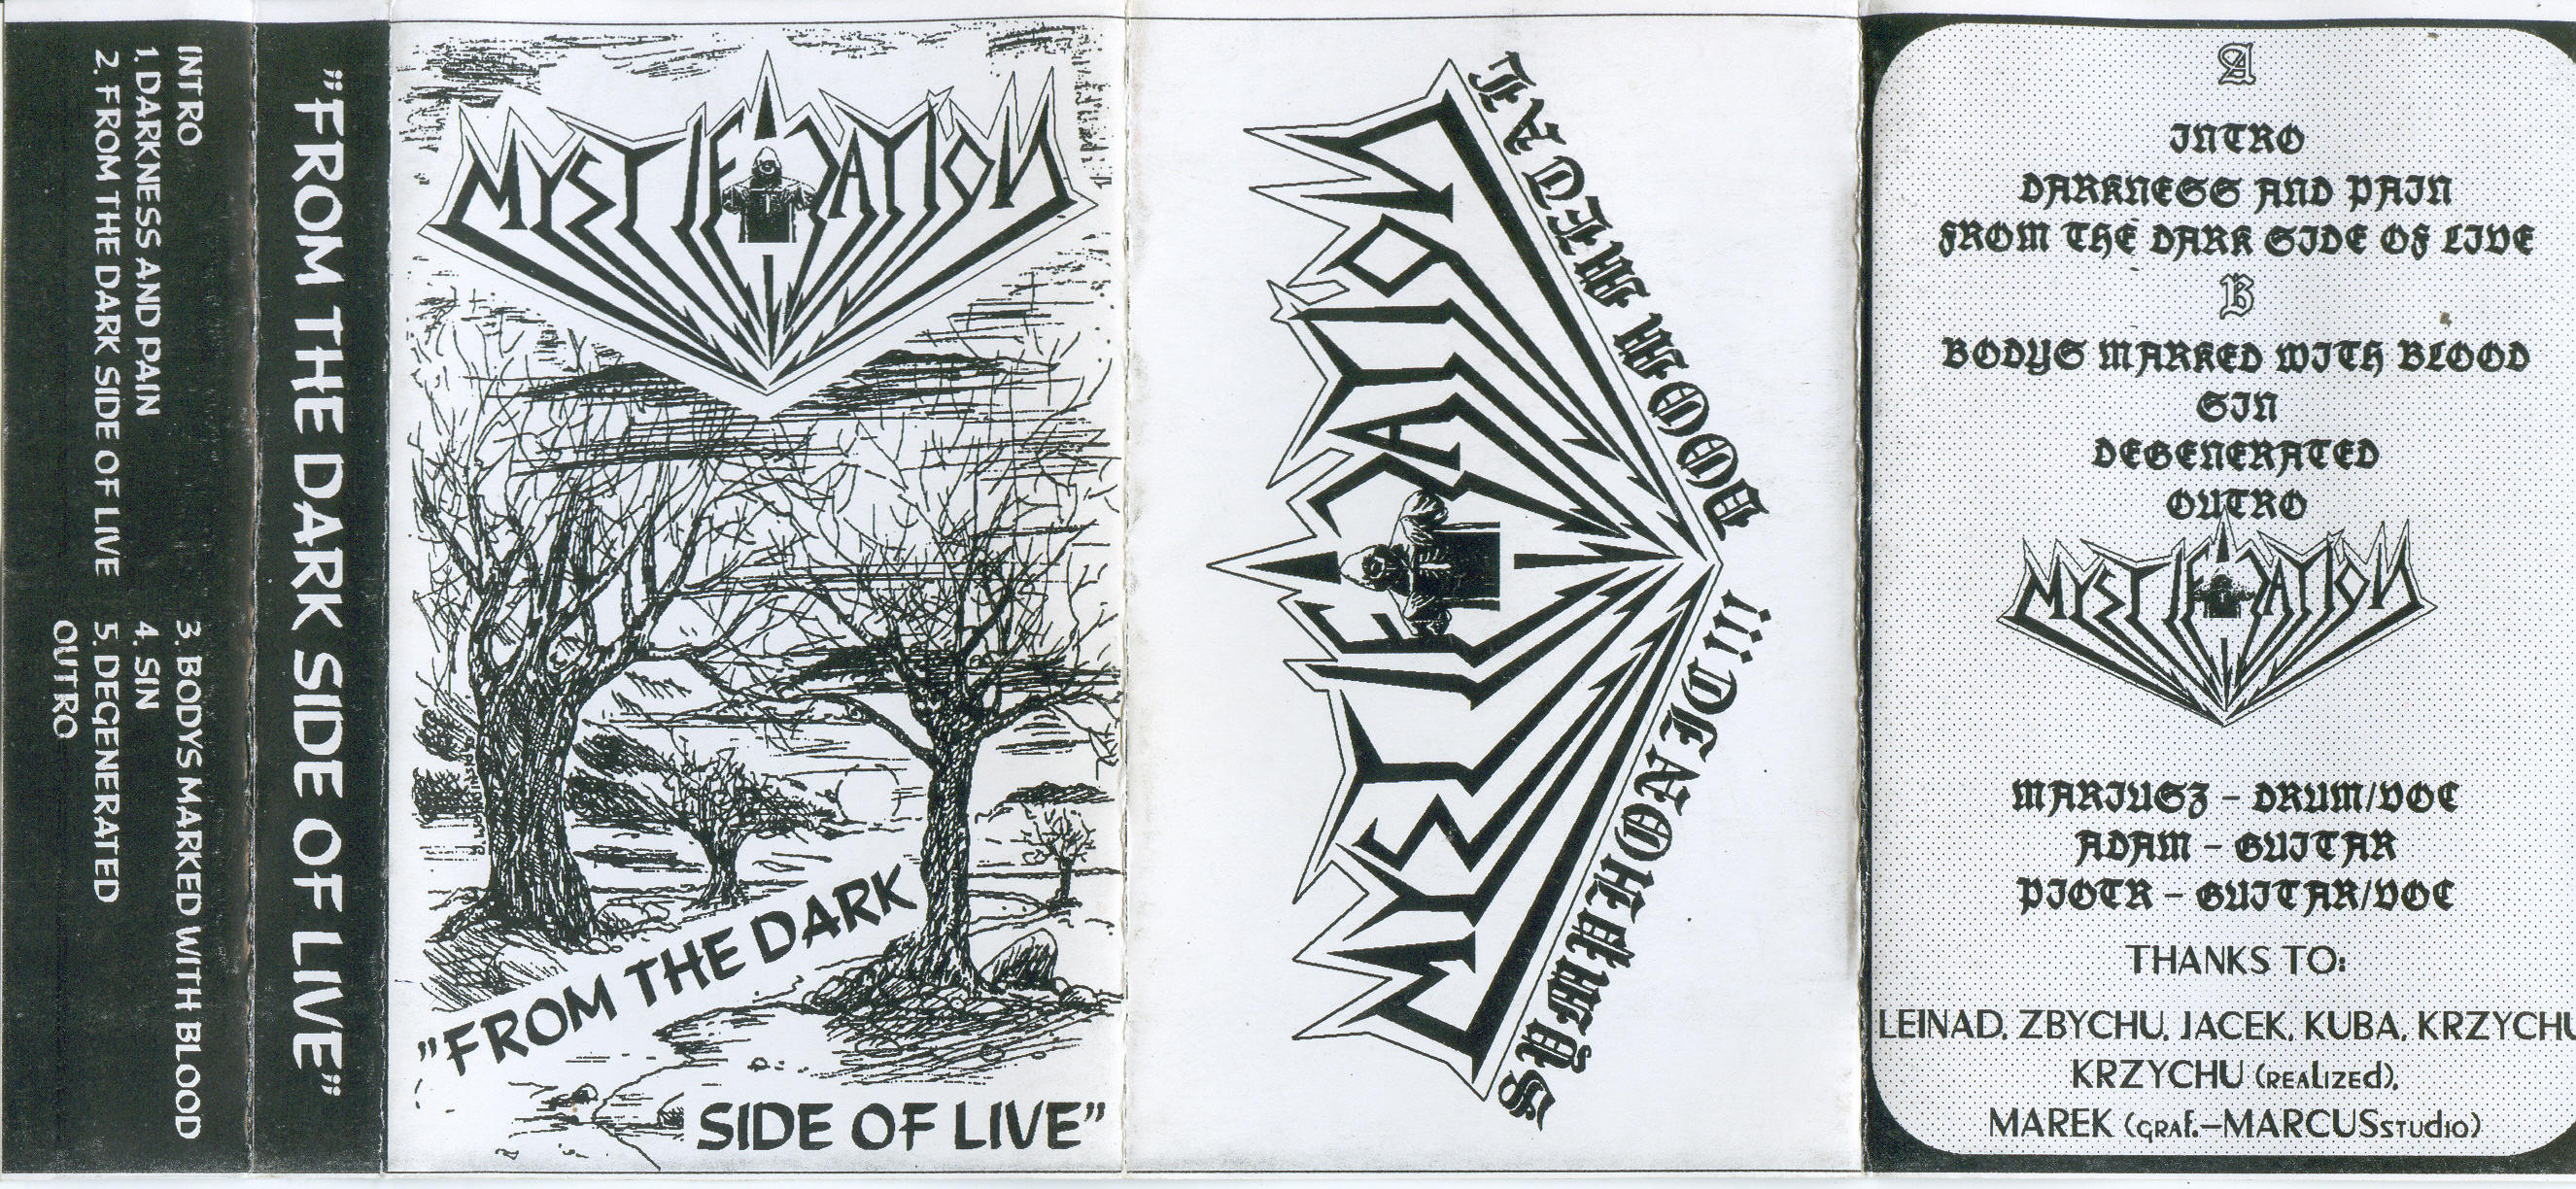 INTRO
1. DARKNESS AND PAIN
2. FROM THE DARK SIDE OF LIVE
3. BODYS MARKED WITH BLOOD
4. SIN
5. DEGENERATED
OUTRO
"FROM THE DARK SIDE OF LIVE"
MYSTIFICATION
"FROM THE DARK
SIDE OF LIVE"
MYSTIFICATION
A
INTRO
DARKNESS AND PAIN
FROM THE DARK SIDE OF LIVE
B
BODYS MARKED WITH BLOOD
SIN
DEGENERATED
OUTRO
MYSTIFICATION
MARIUSZ – DRUM/VOC
ADAM – GUITAR
PIOTR – GUITAR/VOC
THANKS TO:
LEINAD, ZBYCHU, JACEK, KUBA, KRZYCHU
KRZYCHU (REALIZED),
MAREK (GRAF.–MARCUSSTUDIO)